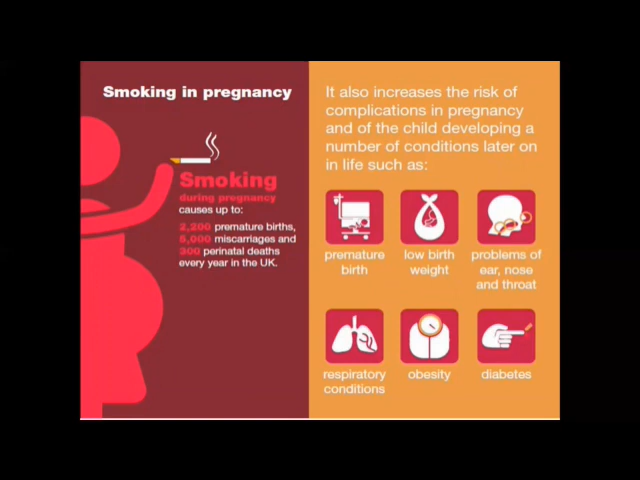 Smoking in pregnancy
Smoking
during pregnancy
causes up to:
2,200 premature births,
5,000 miscarriages and
300 perinatal deaths
every year in the UK.
It also increases the risk of
complications in pregnancy
and of the child developing a
number of conditions later on
in life such as:
premature
birth
low birth
weight
problems of
ear, nose
and throat
respiratory
conditions
obesity
diabetes